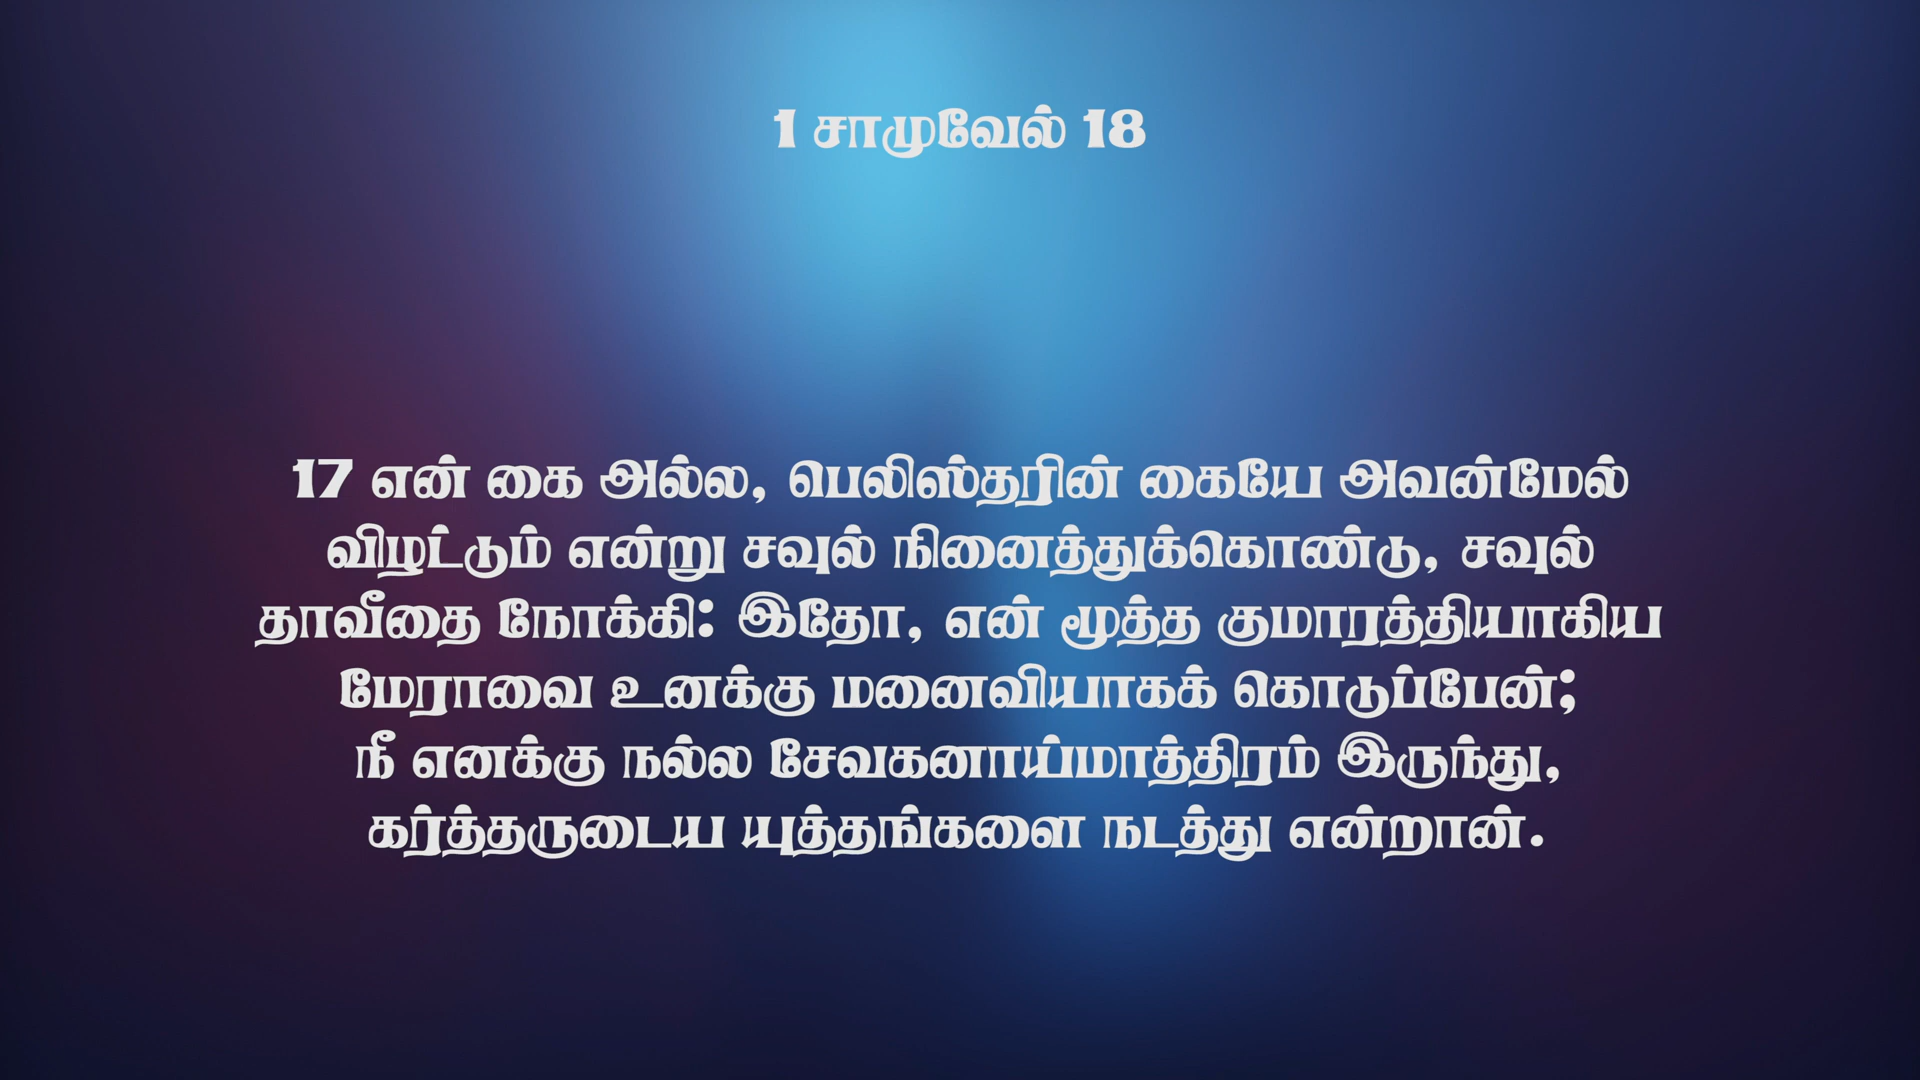 1 சாமுவேல் 18
17 என் கை அல்ல, பெலிஸ்தரின் கையே அவன்மேல்
விழட்டும் என்று சவுல் நினைத்துக்கொண்டு, சவுல்
தாவீதை நோக்கி: இதோ, என் மூத்த குமாரத்தியாகிய
மேராவை உனக்கு மனைவியாகக் கொடுப்பேன்;
நீ எனக்கு நல்ல சேவகனாய்மாத்திரம் இருந்து,
கர்த்தருடைய யுத்தங்களை நடத்து என்றான்.